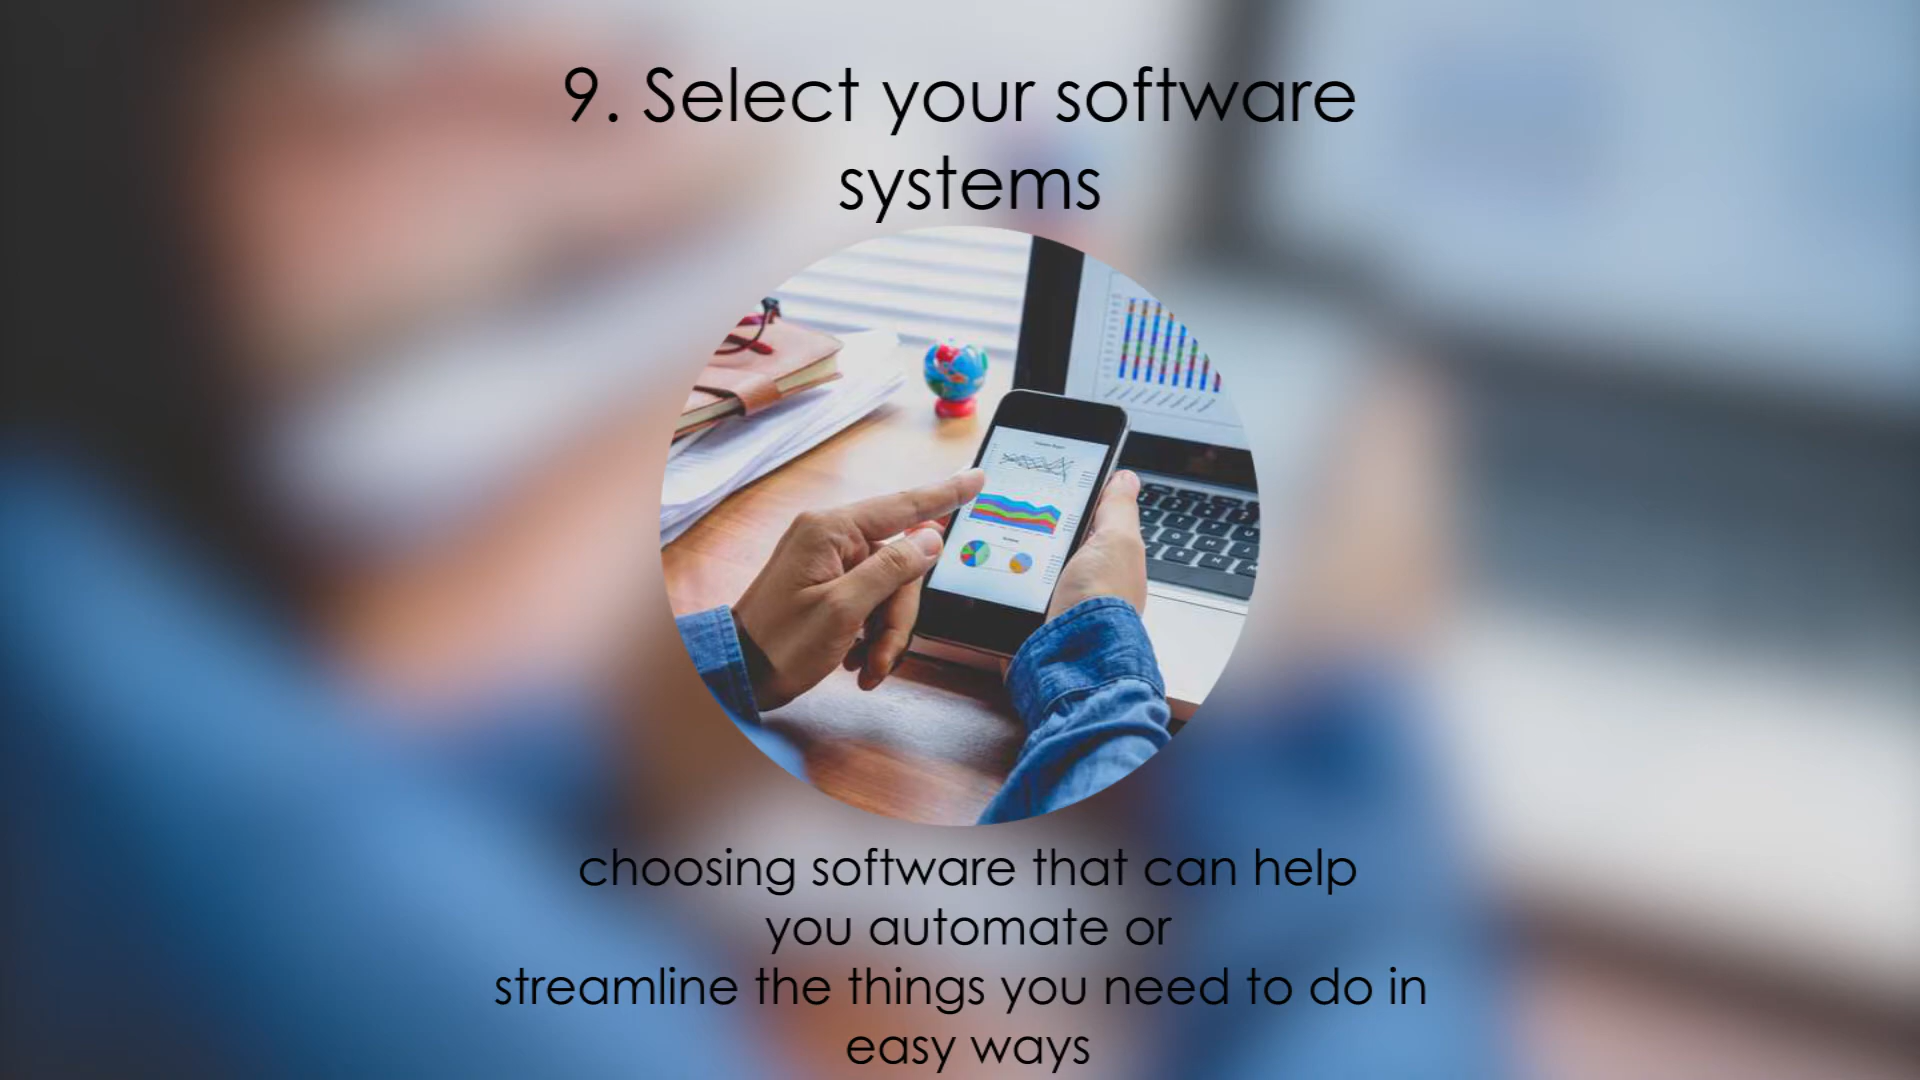 9. Select your software
systems
choosing software that can help
you automate or
streamline the things you need to do in
easy ways